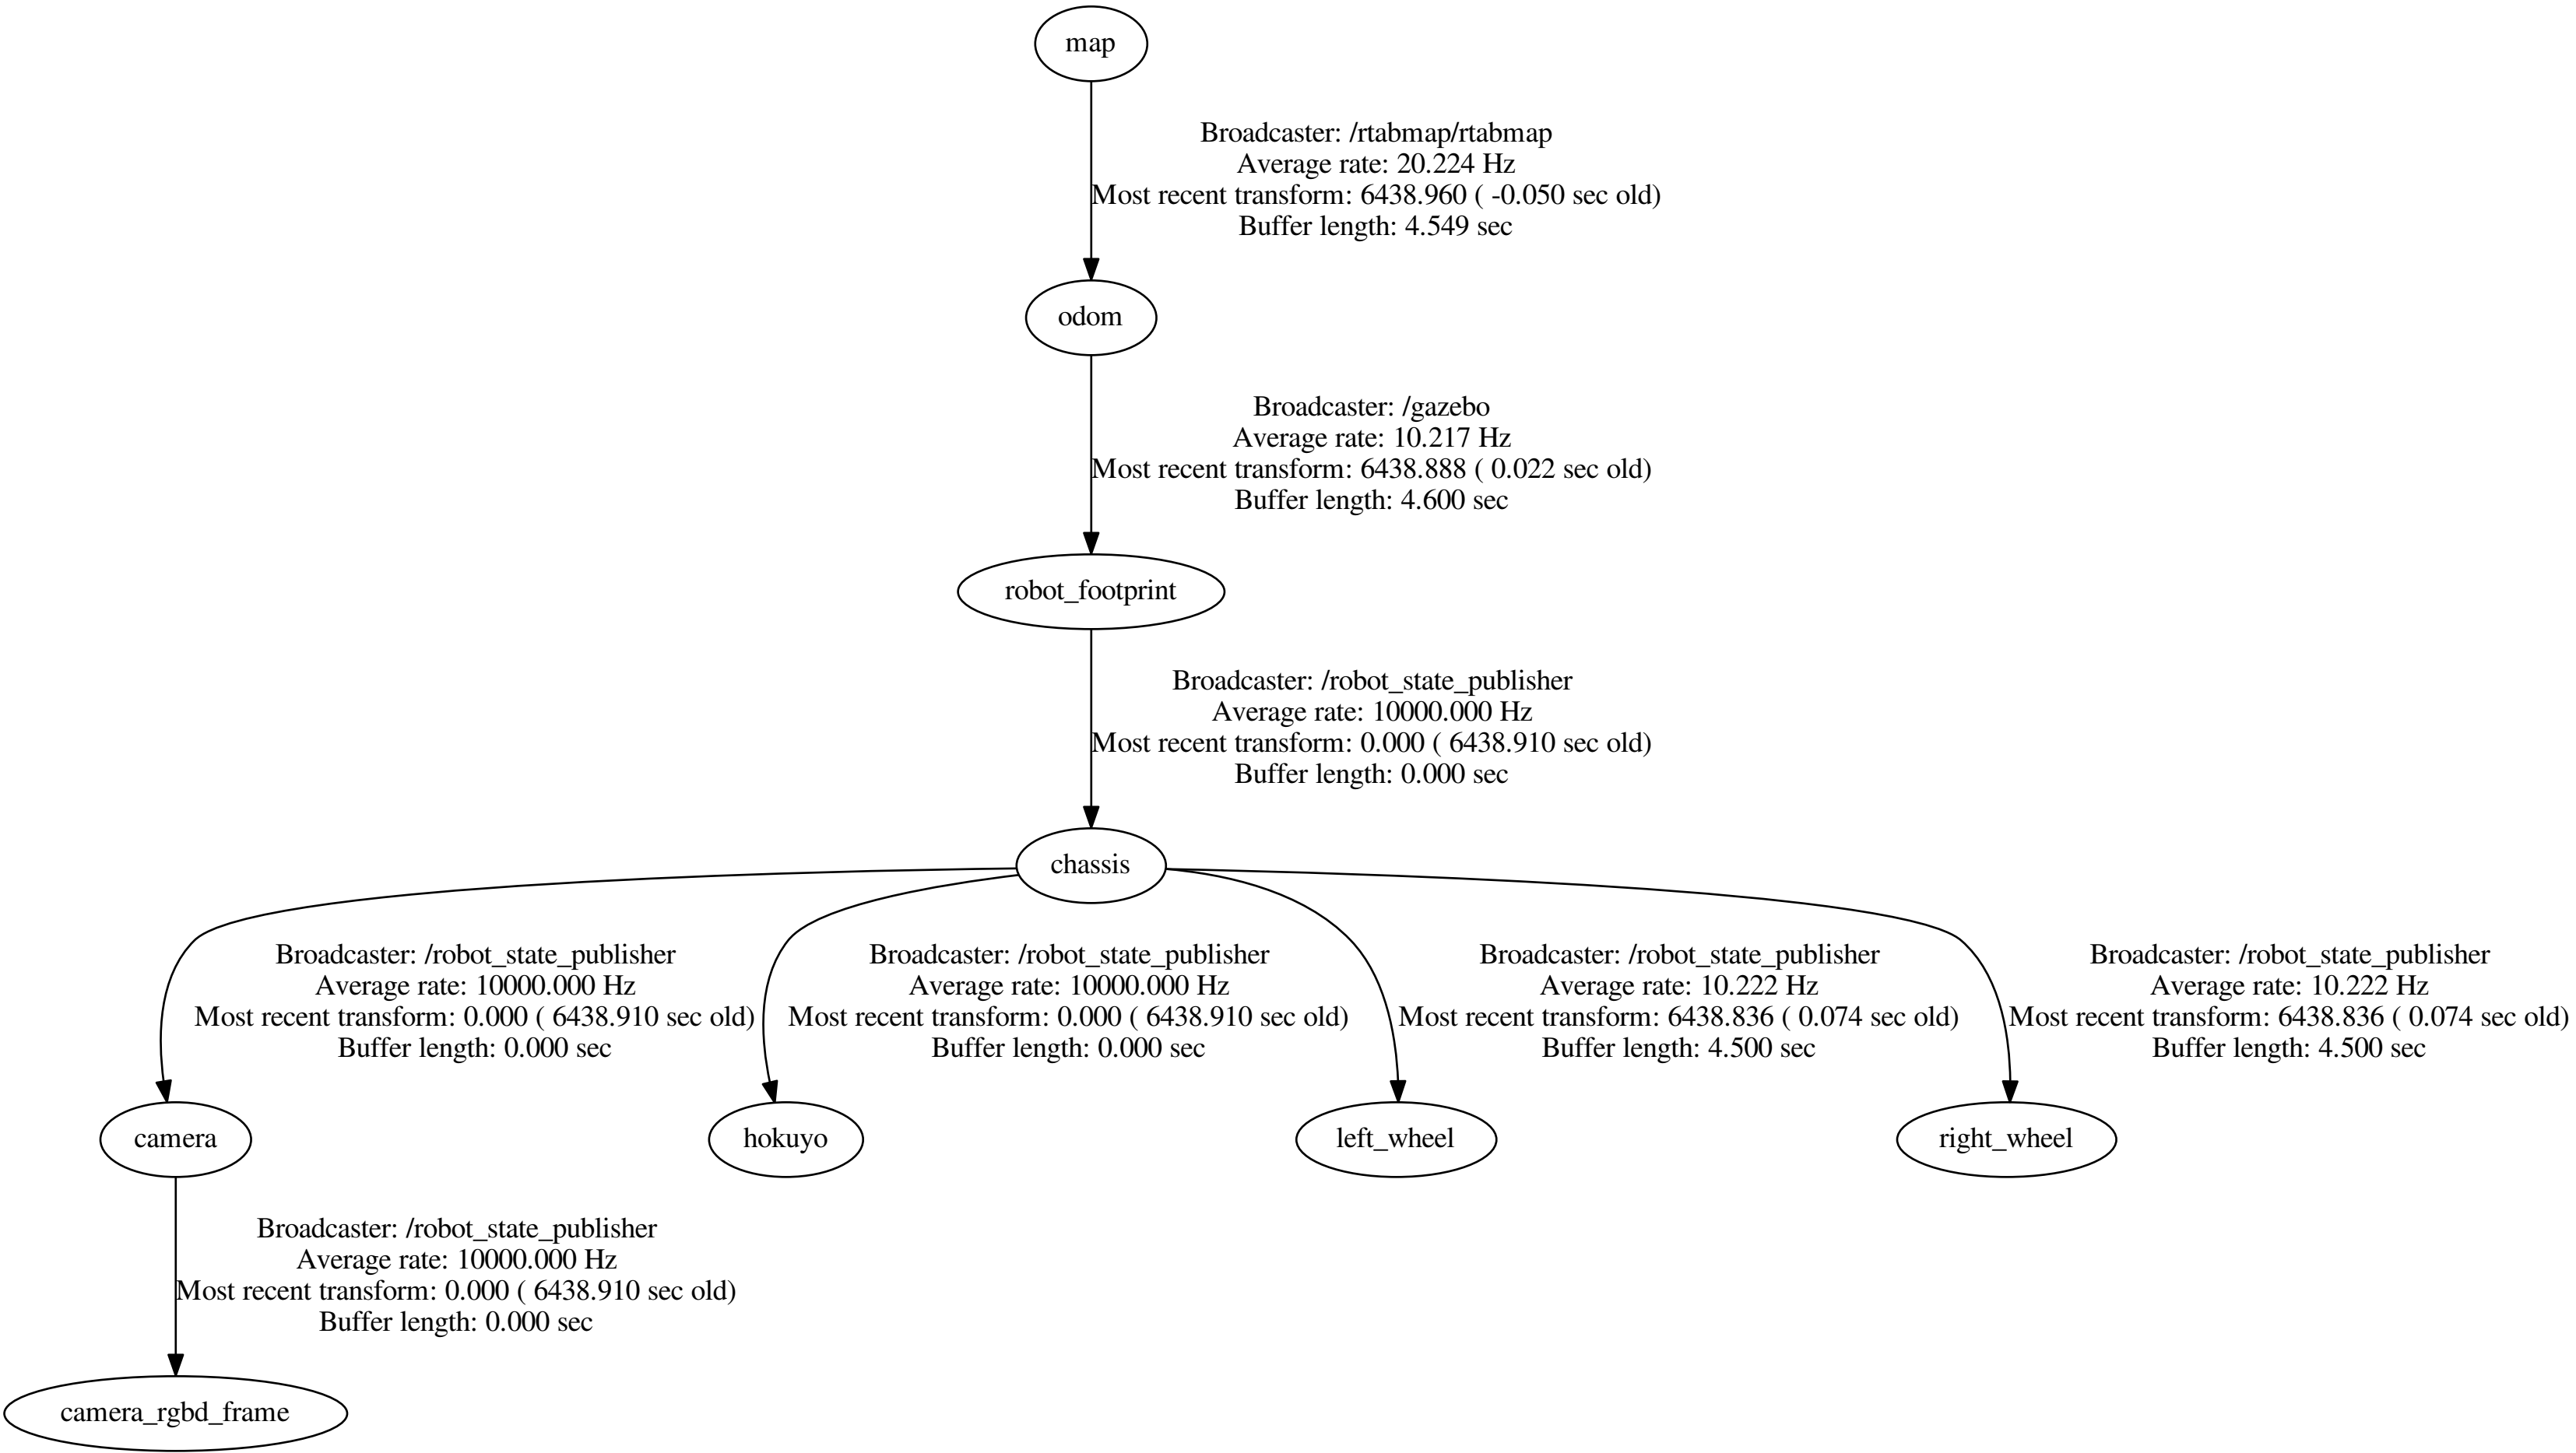 map
Broadcaster: /rtabmap/rtabmap
Average rate: 20.224 Hz
Most recent transform: 6438.960 ( -0.050 sec old)
Buffer length: 4.549 sec
odom
Broadcaster: /gazebo
Average rate: 10.217 Hz
Most recent transform: 6438.888 ( 0.022 sec old)
Buffer length: 4.600 sec
robot_footprint
Broadcaster: /robot_state_publisher
Average rate: 10000.000 Hz
Most recent transform: 0.000 ( 6438.910 sec old)
Buffer length: 0.000 sec
chassis
Broadcaster: /robot_state_publisher
Average rate: 10000.000 Hz
Most recent transform: 0.000 ( 6438.910 sec old)
Buffer length: 0.000 sec
Broadcaster: /robot_state_publisher
Average rate: 10000.000 Hz
Most recent transform: 0.000 ( 6438.910 sec old)
Buffer length: 0.000 sec
Broadcaster: /robot_state_publisher
Average rate: 10.222 Hz
Most recent transform: 6438.836 ( 0.074 sec old)
Buffer length: 4.500 sec
Broadcaster: /robot_state_publisher
Average rate: 10.222 Hz
Most recent transform: 6438.836 ( 0.074 sec old)
Buffer length: 4.500 sec
camera
hokuyo
left_wheel
right_wheel
Broadcaster: /robot_state_publisher
Average rate: 10000.000 Hz
Most recent transform: 0.000 ( 6438.910 sec old)
Buffer length: 0.000 sec
camera_rgbd_frame